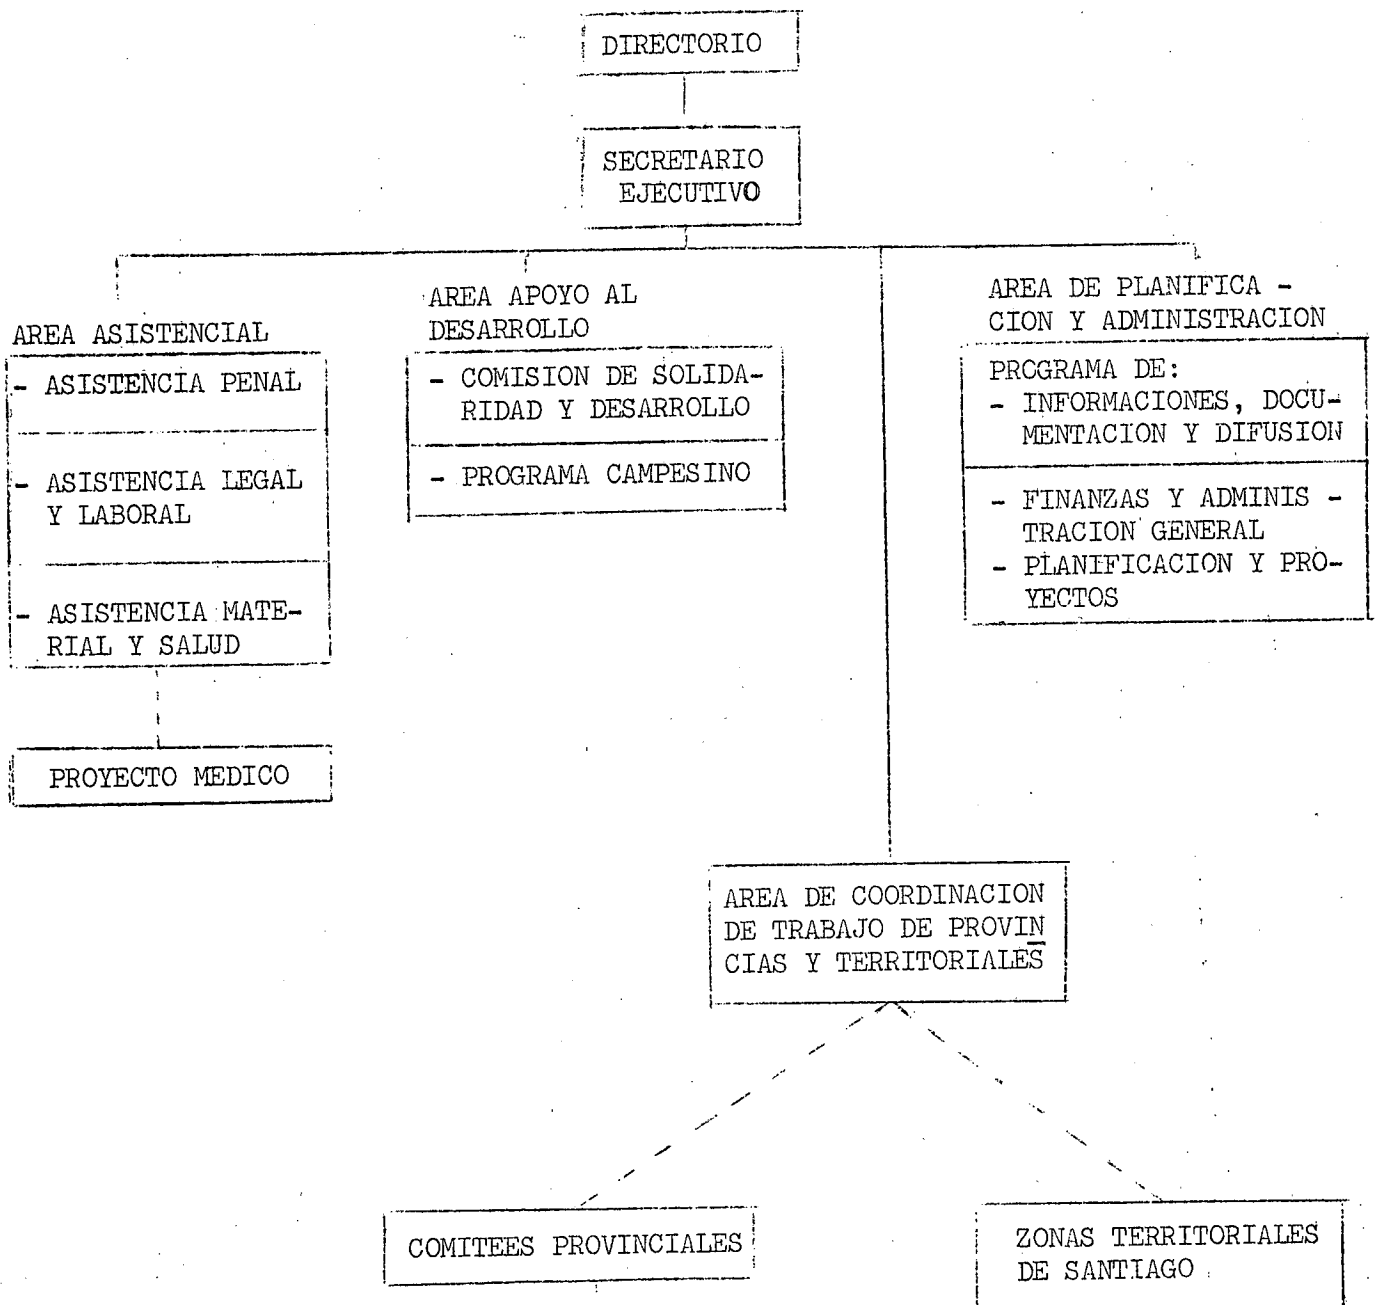 DIRECTORIO
SECRETARIO
EJECUTIVO
AREA ASISTENCIAL
- ASISTENCIA PENAL
- ASISTENCIA LEGAL
Y LABORAL
- ASISTENCIA MATE-
RIAL Y SALUD
PROYECTO MEDICO
AREA APOYO AL
DESARROLLO
- COMISION DE SOLIDA-
RIDAD Y DESARROLLO
- PROGRAMA CAMPESINO
AREA DE PLANIFICA -
CION Y ADMINISTRACION
PROGRAMA DE:
- INFORMACIONES, DOCU-
MENTACION Y DIFUSION
- FINANZAS Y ADMINIS -
TRACION GENERAL
- PLANIFICACION Y PRO-
YECTOS
AREA DE COORDINACION
DE TRABAJO DE PROVIN
CIAS Y TERRITORIALES
COMITEES PROVINCIALES
ZONAS TERRITORIALES
DE SANTIAGO